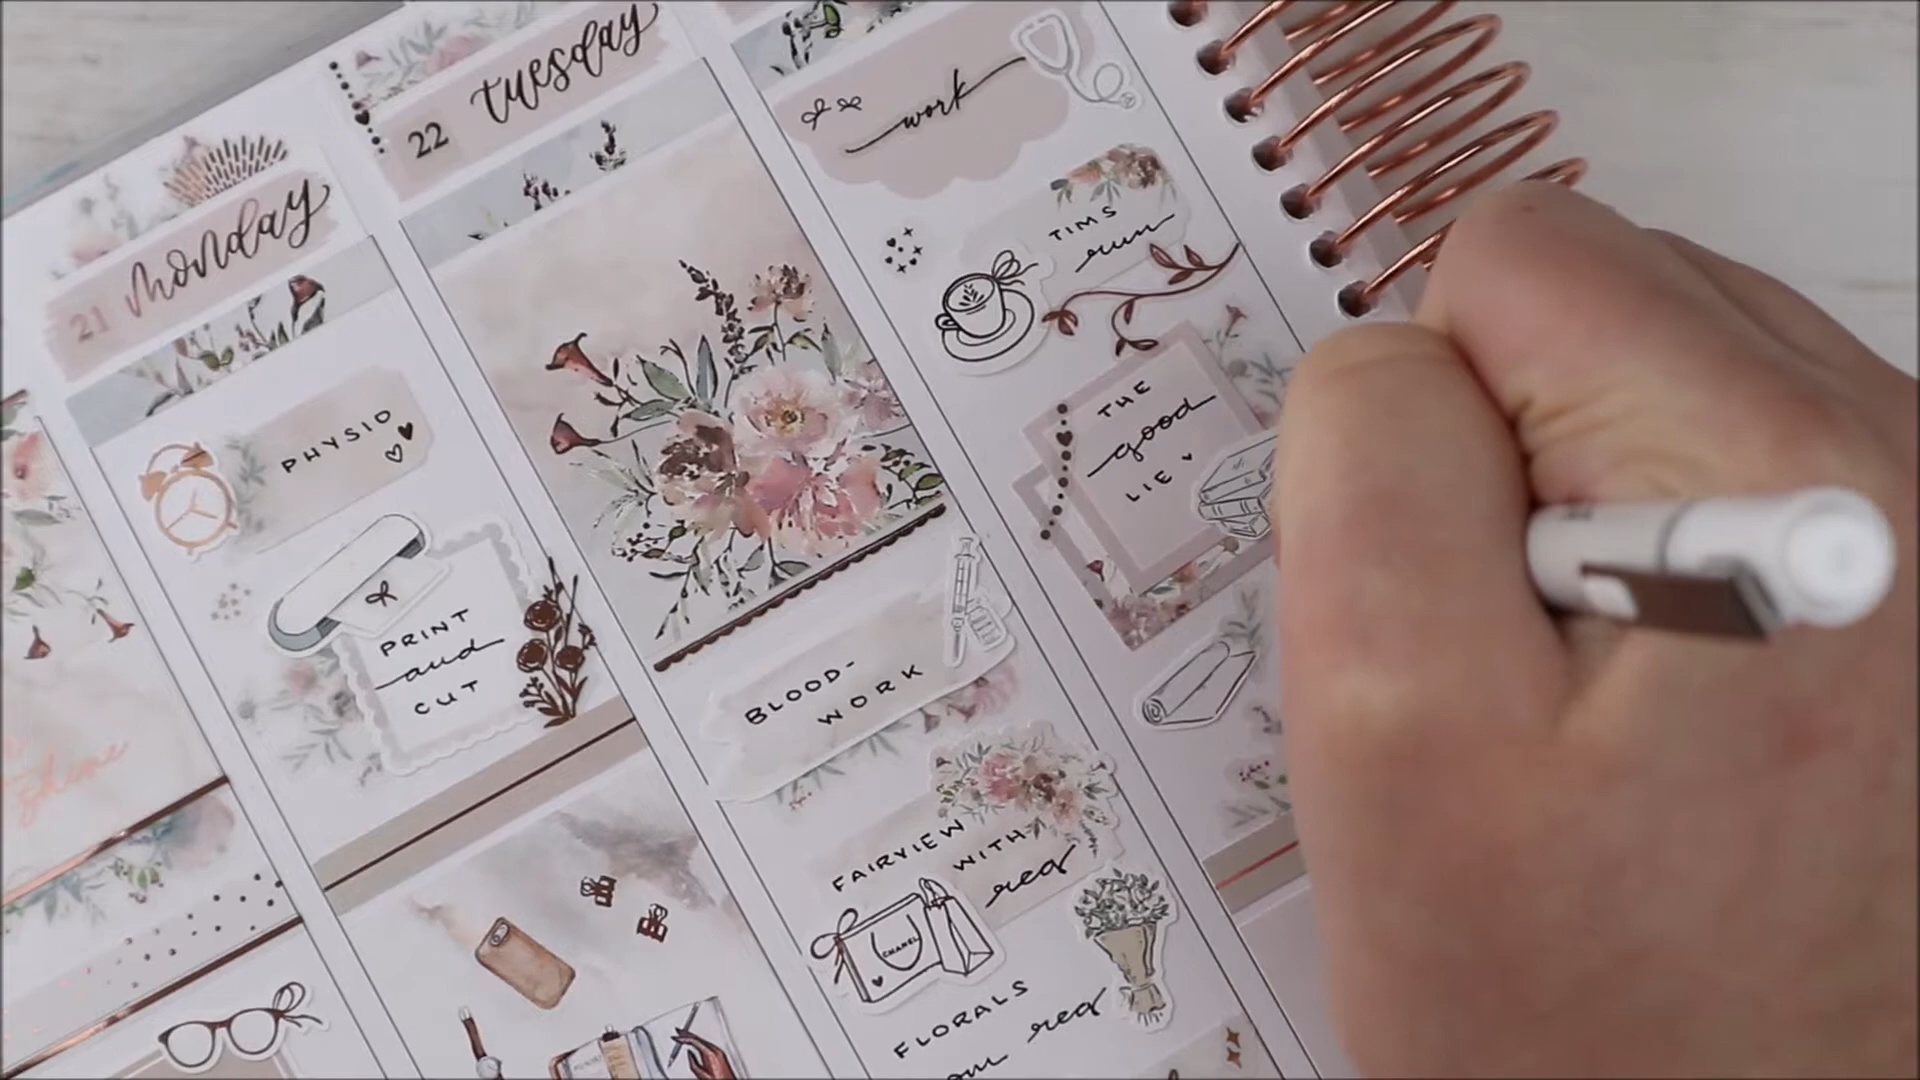 21 monday
PHYSIO
PRINT
and
CUT
shine
22 tuesday
BLOOD-
WORK
FAIRVIEW
WITH
CHANEL
FLORALS
work
TIMS
run
THE
good
LIE